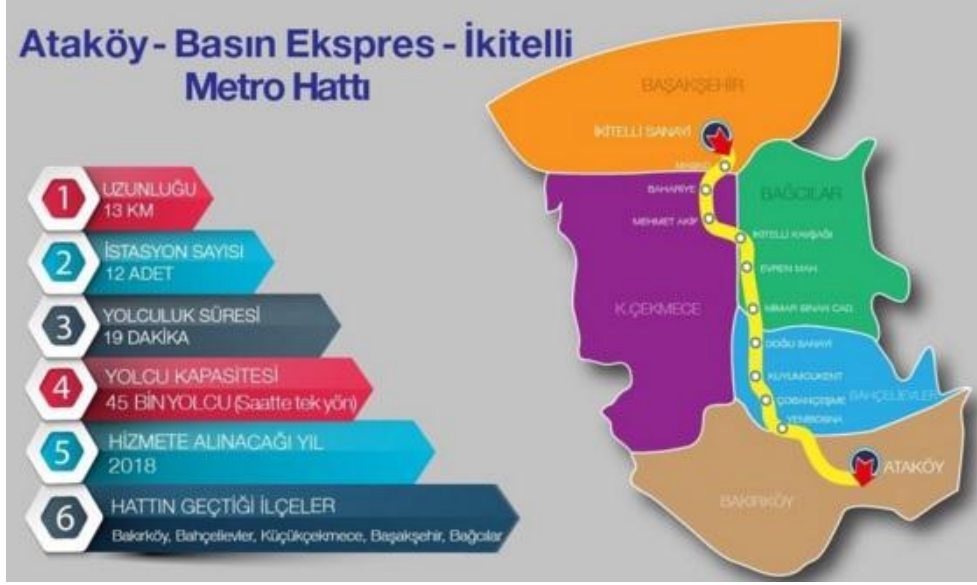 Ataköy - Basın Ekspres - İkitelli
Metro Hattı
1
UZUNLUĞU
13 KM
2
İSTASYON SAYISI
12 ADET
3
YOLCULUK SÜRESİ
19 DAKİKA
4
YOLCU KAPASİTESİ
45 BİN YOLCU (Saatte tek yön)
5
HİZMETE ALINACAĞI YIL
2018
6
HATTIN GEÇTİĞİ İLÇELER
Bakırköy, Bahçelievler, Küçükçekmece, Başakşehir, Bağcılar
BAŞAKŞEHİR
İKİTELLİ SANAYİ
MASKO
BAHARİYE
BAĞCILAR
MEHMET AKİF
İKİTELLİ KAVŞAĞI
EVREN MAH.
K.ÇEKMECE
MİMAR SİNAN CAD.
DOĞU SANAYİ
KUYUMCUKENT
BAHÇELİEVLER
ÇOBANÇEŞME
YENİBOSNA
ATAKÖY
BAKIRKÖY